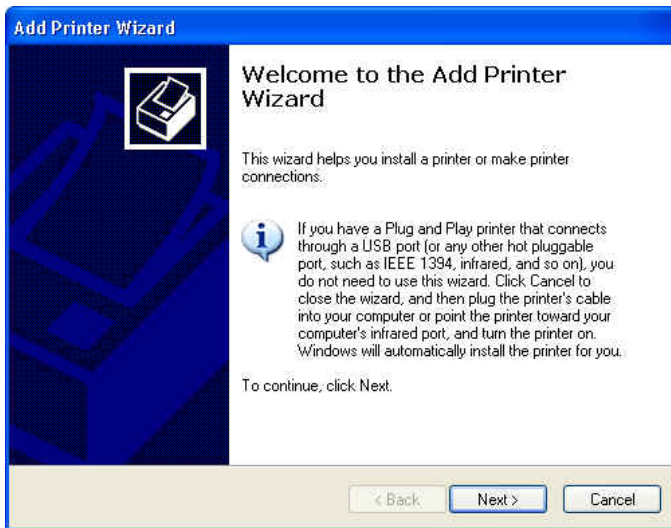 Add Printer Wizard
Welcome to the Add Printer
Wizard
This wizard helps you install a printer or make printer
connections.
If you have a Plug and Play printer that connects
through a USB port (or any other hot pluggable
port, such as IEEE 1394, infrared, and so on), you
do not need to use this wizard. Click Cancel to
close the wizard, and then plug the printer's cable
into your computer or point the printer toward your
computer's infrared port, and turn the printer on.
Windows will automatically install the printer for you.
To continue, click Next.
< Back Next > Cancel